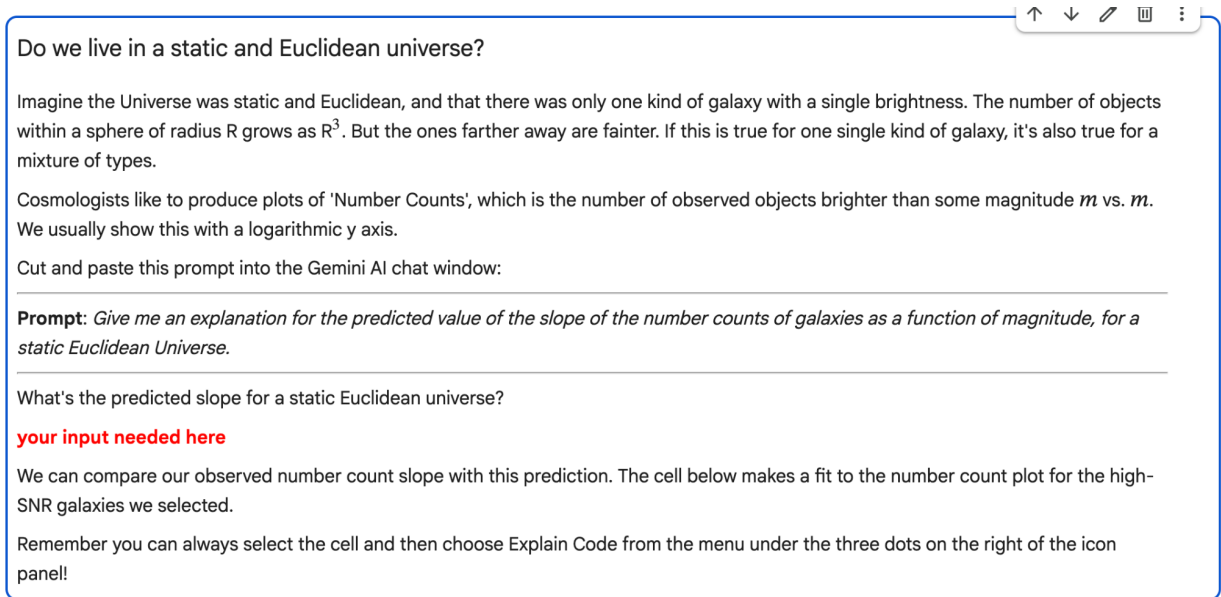 Do we live in a static and Euclidean universe?
Imagine the Universe was static and Euclidean, and that there was only one kind of galaxy with a single brightness. The number of objects
within a sphere of radius R grows as R³. But the ones farther away are fainter. If this is true for one single kind of galaxy, it's also true for a
mixture of types.
Cosmologists like to produce plots of 'Number Counts', which is the number of observed objects brighter than some magnitude m vs. m.
We usually show this with a logarithmic y axis.
Cut and paste this prompt into the Gemini AI chat window:
Prompt: Give me an explanation for the predicted value of the slope of the number counts of galaxies as a function of magnitude, for a
static Euclidean Universe.
What's the predicted slope for a static Euclidean universe?
your input needed here
We can compare our observed number count slope with this prediction. The cell below makes a fit to the number count plot for the high-
SNR galaxies we selected.
Remember you can always select the cell and then choose Explain Code from the menu under the three dots on the right of the icon
panel!